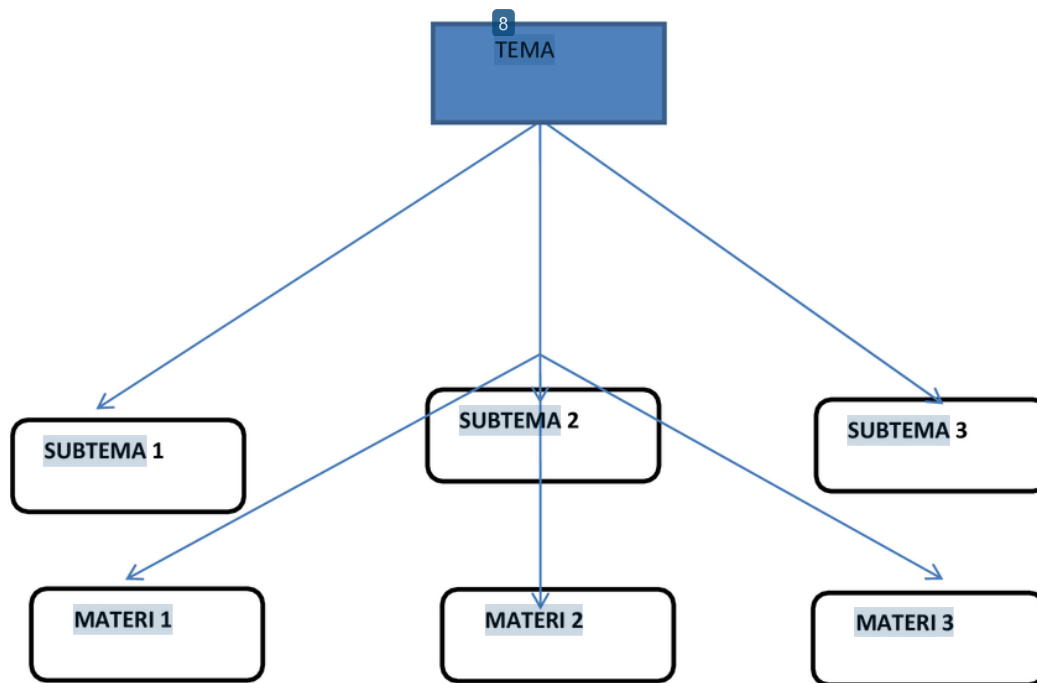 8
TEMA
SUBTEMA 1
SUBTEMA 2
SUBTEMA 3
MATERI 1
MATERI 2
MATERI 3